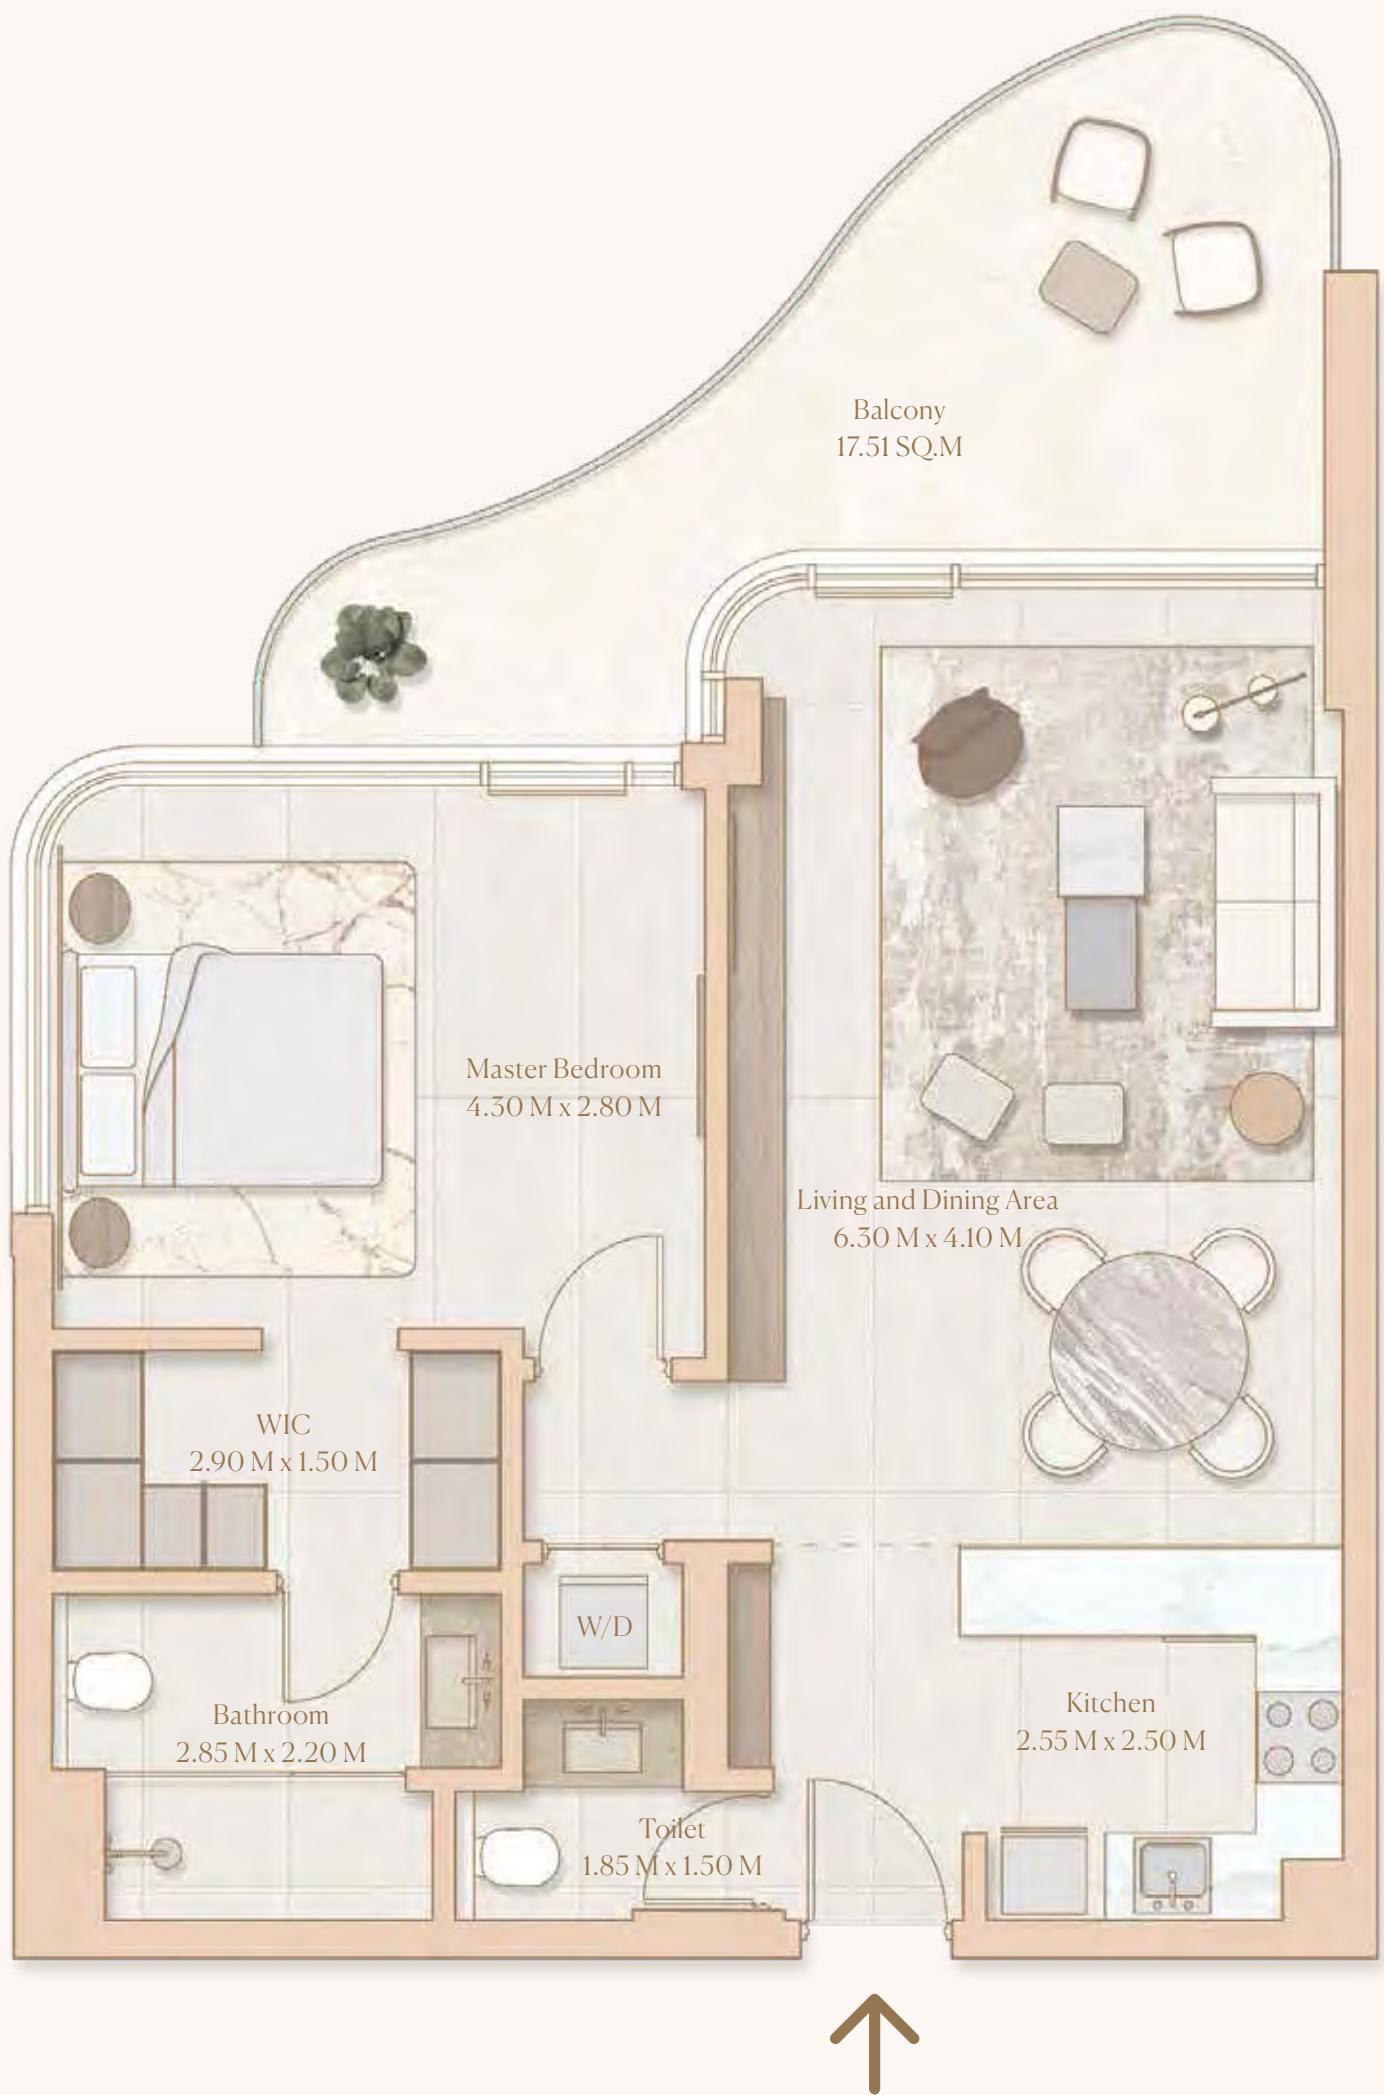 Balcony
17.51 SQ.M
Master Bedroom
4.30 M x 2.80 M
Living and Dining Area
6.30 M x 4.10 M
WIC
2.90 M x 1.50 M
W/D
Bathroom
2.85 M x 2.20 M
Kitchen
2.55 M x 2.50 M
Toilet
1.85 M x 1.50 M